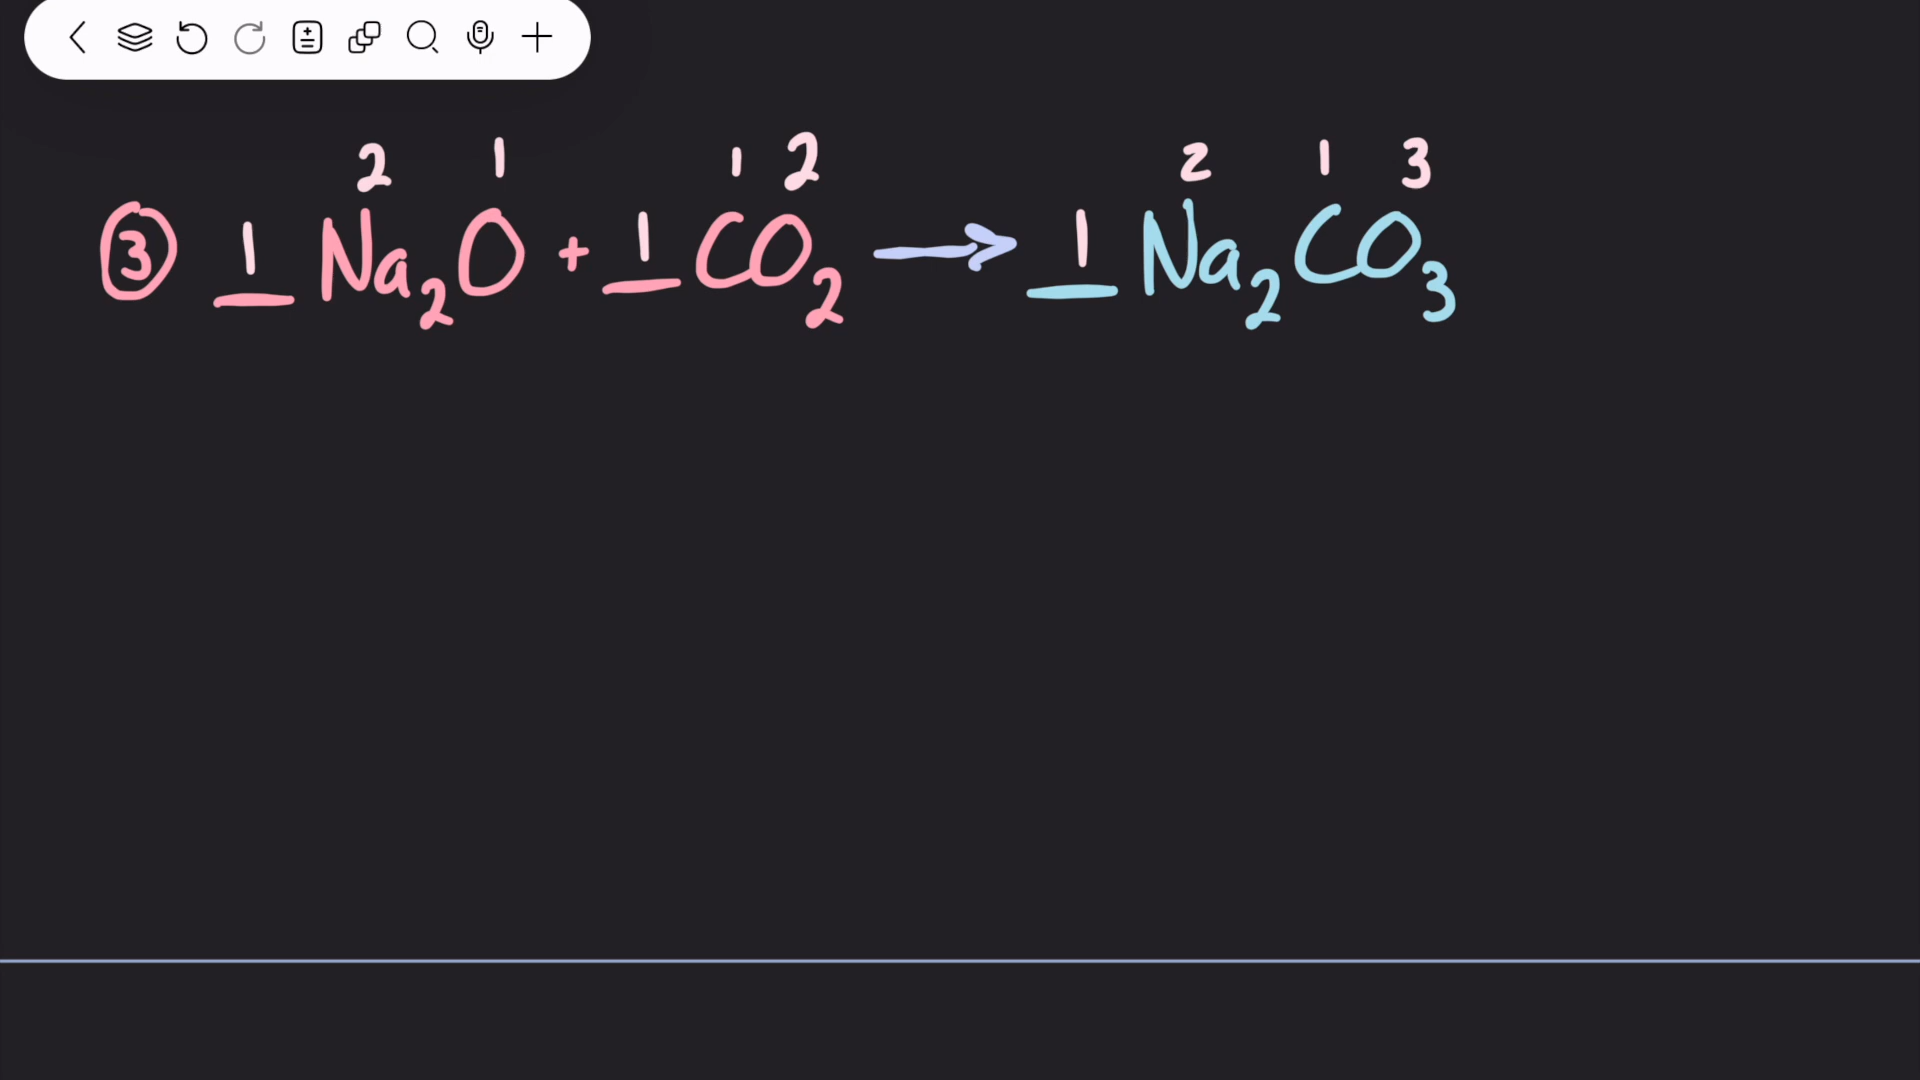 2 1 1 2 2 1 3
③ 1 Na₂O + 1 CO₂ → 1 Na₂CO₃